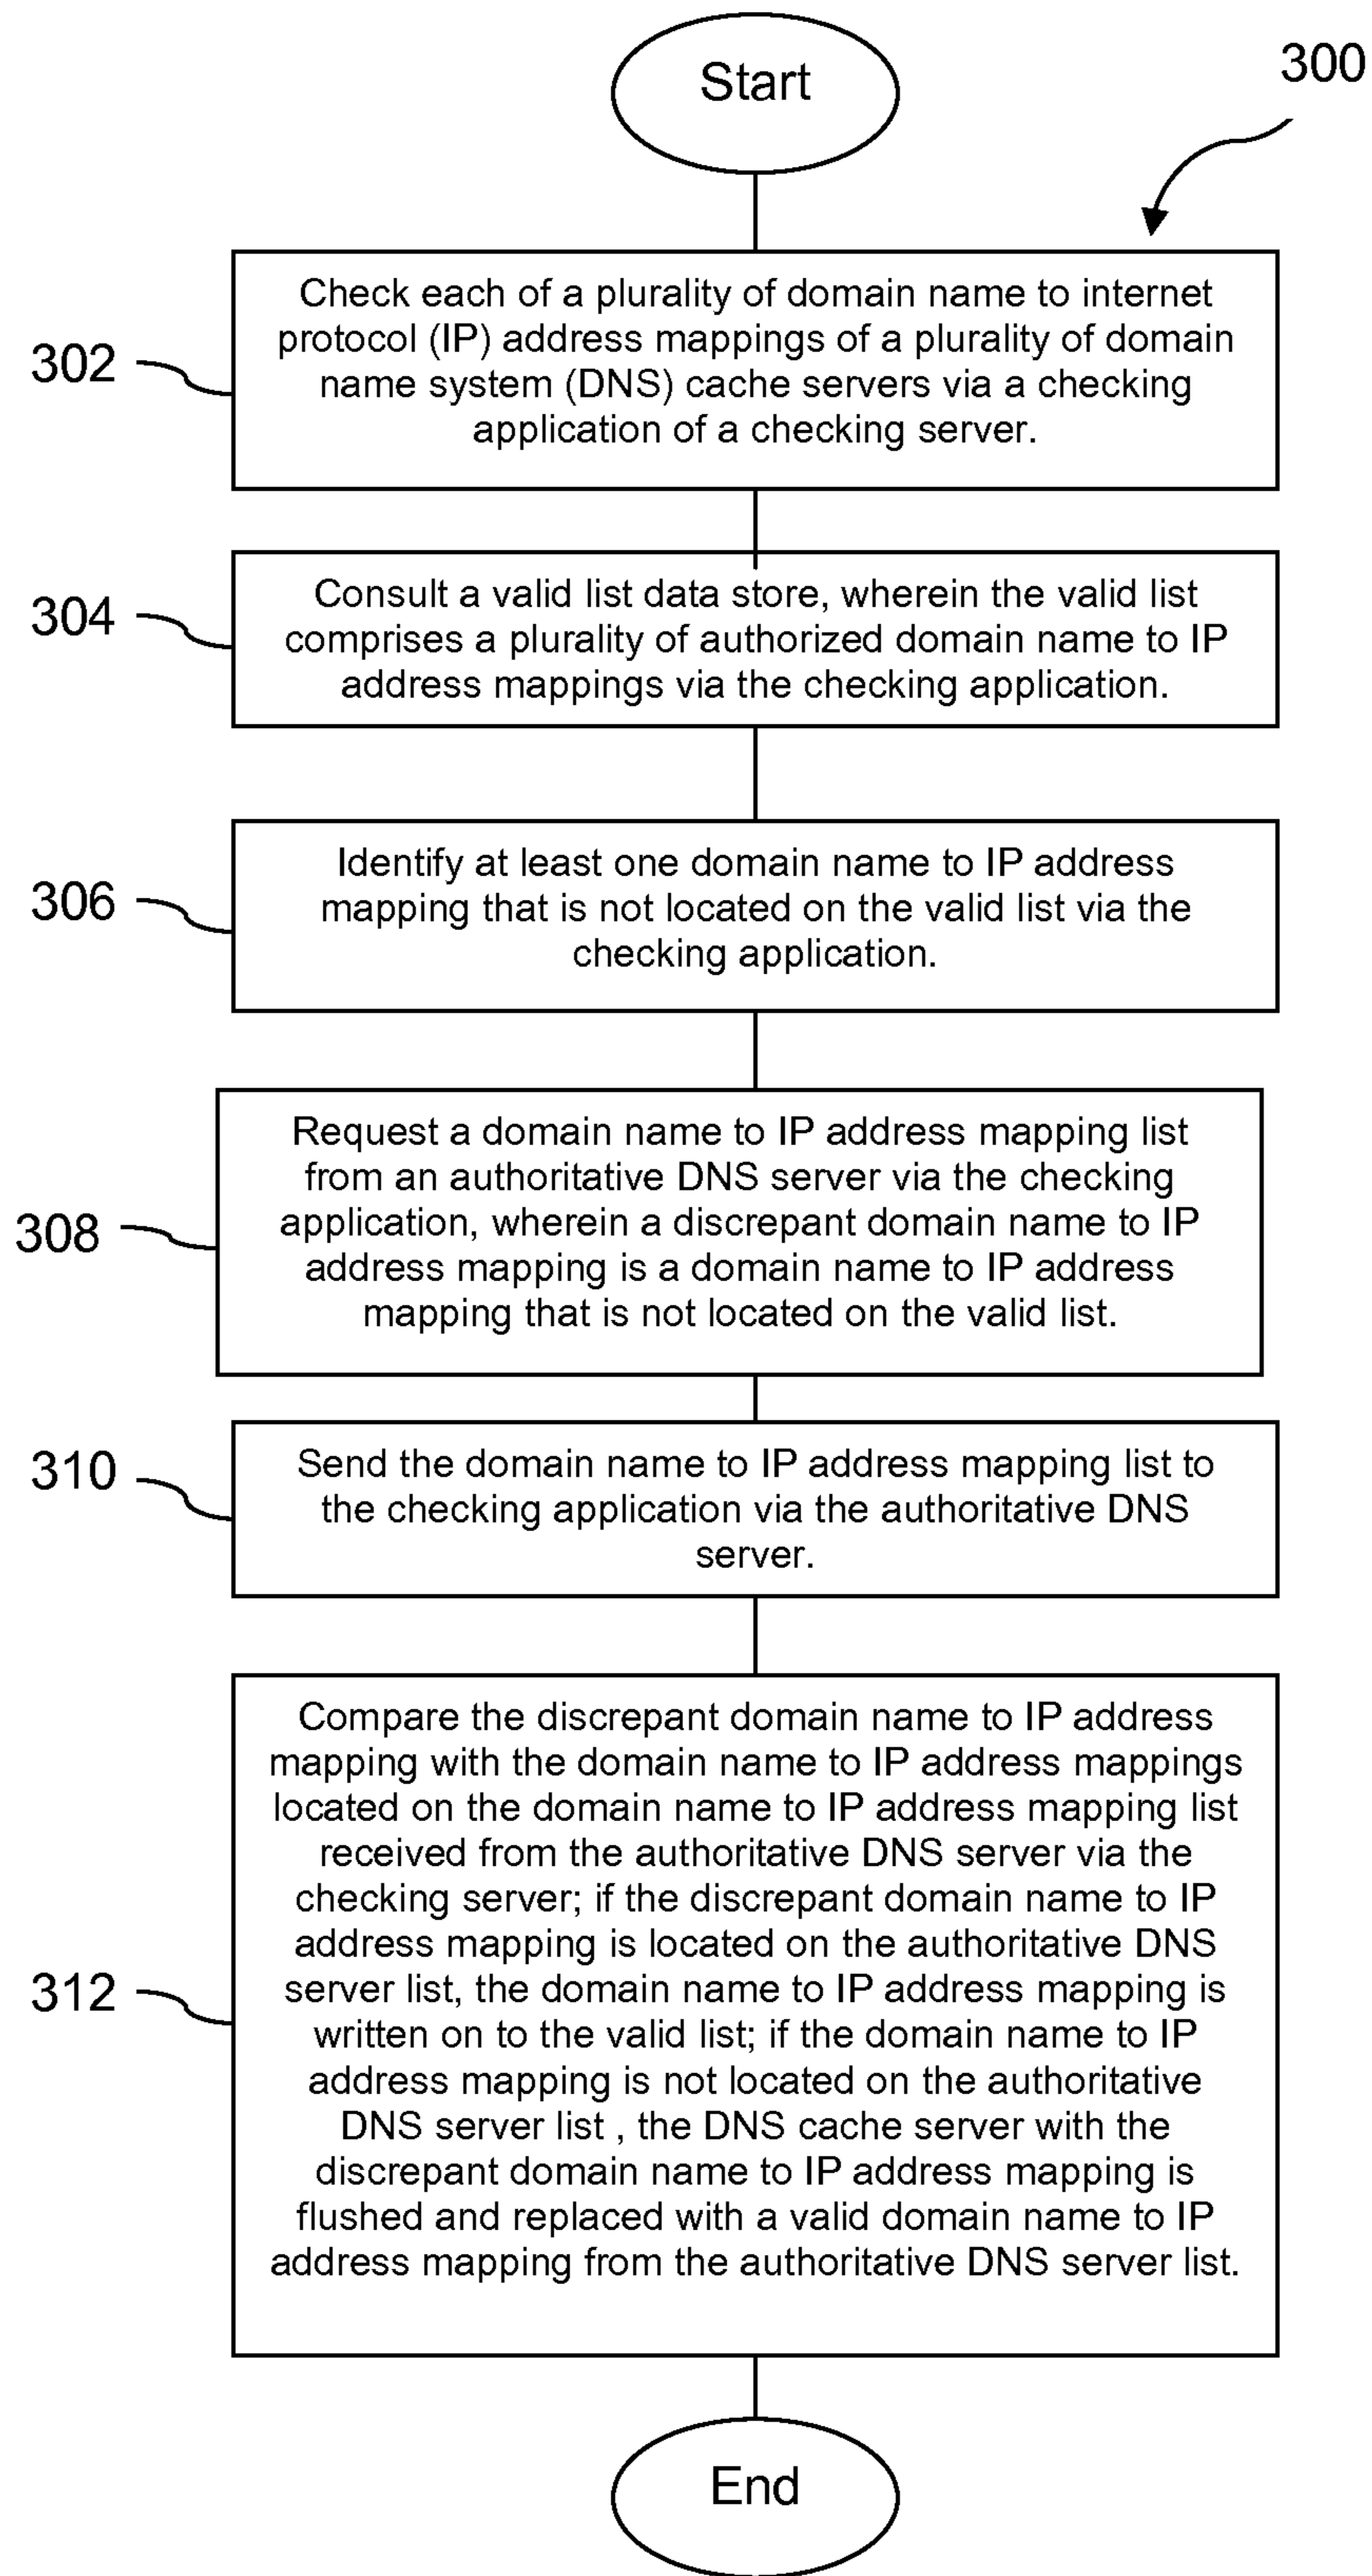 Start
300
302
Check each of a plurality of domain name to internet
protocol (IP) address mappings of a plurality of domain
name system (DNS) cache servers via a checking
application of a checking server.
304
Consult a valid list data store, wherein the valid list
comprises a plurality of authorized domain name to IP
address mappings via the checking application.
306
Identify at least one domain name to IP address
mapping that is not located on the valid list via the
checking application.
308
Request a domain name to IP address mapping list
from an authoritative DNS server via the checking
application, wherein a discrepant domain name to IP
address mapping is a domain name to IP address
mapping that is not located on the valid list.
310
Send the domain name to IP address mapping list to
the checking application via the authoritative DNS
server.
312
Compare the discrepant domain name to IP address
mapping with the domain name to IP address mappings
located on the domain name to IP address mapping list
received from the authoritative DNS server via the
checking server; if the discrepant domain name to IP
address mapping is located on the authoritative DNS
server list, the domain name to IP address mapping is
written on to the valid list; if the domain name to IP
address mapping is not located on the authoritative
DNS server list , the DNS cache server with the
discrepant domain name to IP address mapping is
flushed and replaced with a valid domain name to IP
address mapping from the authoritative DNS server list.
End